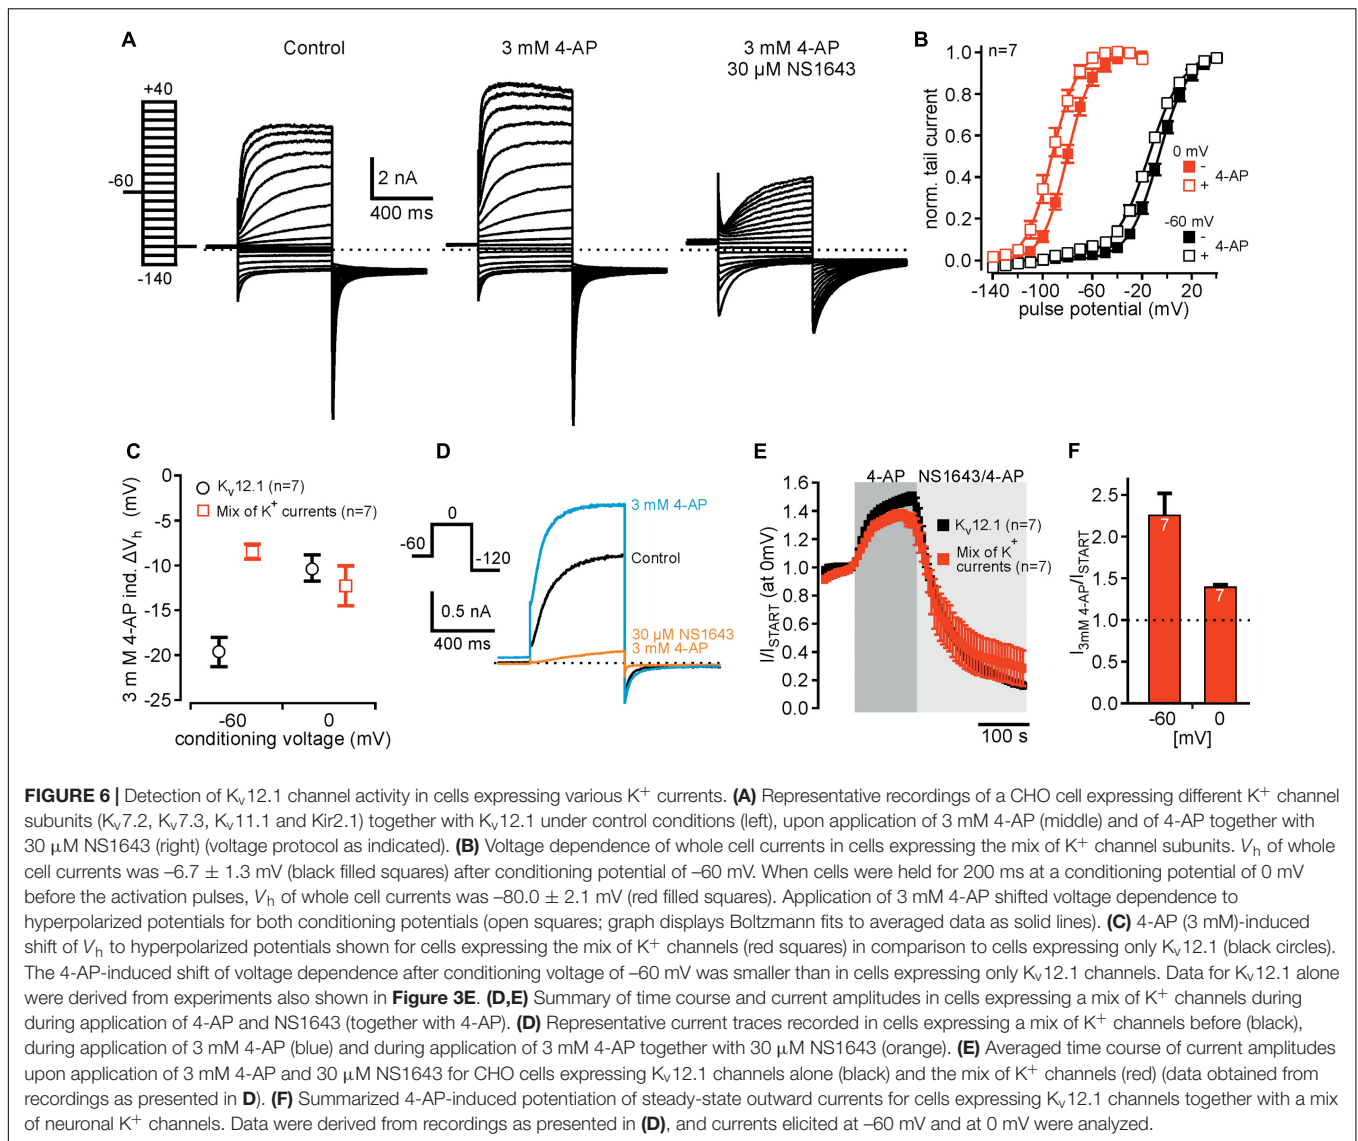 A
Control
3 mM 4-AP
3 mM 4-AP
30 µM NS1643
+40
-60
-140
2 nA
400 ms
B
n=7
norm. tail current
1.0
0.8
0.6
0.4
0.2
0.0
-140
-100
-60
-20
20
pulse potential (mV)
0 mV
-
4-AP
+
-60 mV
-
4-AP
+
C
3 m M 4-AP ind. ΔVh (mV)
0
-5
-10
-15
-20
-25
Kv12.1 (n=7)
Mix of K+ currents (n=7)
-60
0
conditioning voltage (mV)
D
0
-60
-120
0.5 nA
400 ms
3 mM 4-AP
Control
30 µM NS1643
3 mM 4-AP
E
4-AP
NS1643/4-AP
I/ISTART (at 0mV)
1.6
1.4
1.2
1.0
0.8
0.6
0.4
0.2
0.0
Kv12.1 (n=7)
Mix of K+
currents (n=7)
100 s
F
I3mM 4-AP/ISTART
2.5
2.0
1.5
1.0
0.5
0.0
7
7
-60
0
[mV]
FIGURE 6 | Detection of Kv12.1 channel activity in cells expressing various K+ currents. (A) Representative recordings of a CHO cell expressing different K+ channel
subunits (Kv7.2, Kv7.3, Kv11.1 and Kir2.1) together with Kv12.1 under control conditions (left), upon application of 3 mM 4-AP (middle) and of 4-AP together with
30 µM NS1643 (right) (voltage protocol as indicated). (B) Voltage dependence of whole cell currents in cells expressing the mix of K+ channel subunits. Vh of whole
cell currents was –6.7 ± 1.3 mV (black filled squares) after conditioning potential of –60 mV. When cells were held for 200 ms at a conditioning potential of 0 mV
before the activation pulses, Vh of whole cell currents was –80.0 ± 2.1 mV (red filled squares). Application of 3 mM 4-AP shifted voltage dependence to
hyperpolarized potentials for both conditioning potentials (open squares; graph displays Boltzmann fits to averaged data as solid lines). (C) 4-AP (3 mM)-induced
shift of Vh to hyperpolarized potentials shown for cells expressing the mix of K+ channels (red squares) in comparison to cells expressing only Kv12.1 (black circles).
The 4-AP-induced shift of voltage dependence after conditioning voltage of –60 mV was smaller than in cells expressing only Kv12.1 channels. Data for Kv12.1 alone
were derived from experiments also shown in Figure 3E. (D,E) Summary of time course and current amplitudes in cells expressing a mix of K+ channels during
during application of 4-AP and NS1643 (together with 4-AP). (D) Representative current traces recorded in cells expressing a mix of K+ channels before (black),
during application of 3 mM 4-AP (blue) and during application of 3 mM 4-AP together with 30 µM NS1643 (orange). (E) Averaged time course of current amplitudes
upon application of 3 mM 4-AP and 30 µM NS1643 for CHO cells expressing Kv12.1 channels alone (black) and the mix of K+ channels (red) (data obtained from
recordings as presented in D). (F) Summarized 4-AP-induced potentiation of steady-state outward currents for cells expressing Kv12.1 channels together with a mix
of neuronal K+ channels. Data were derived from recordings as presented in (D), and currents elicited at –60 mV and at 0 mV were analyzed.